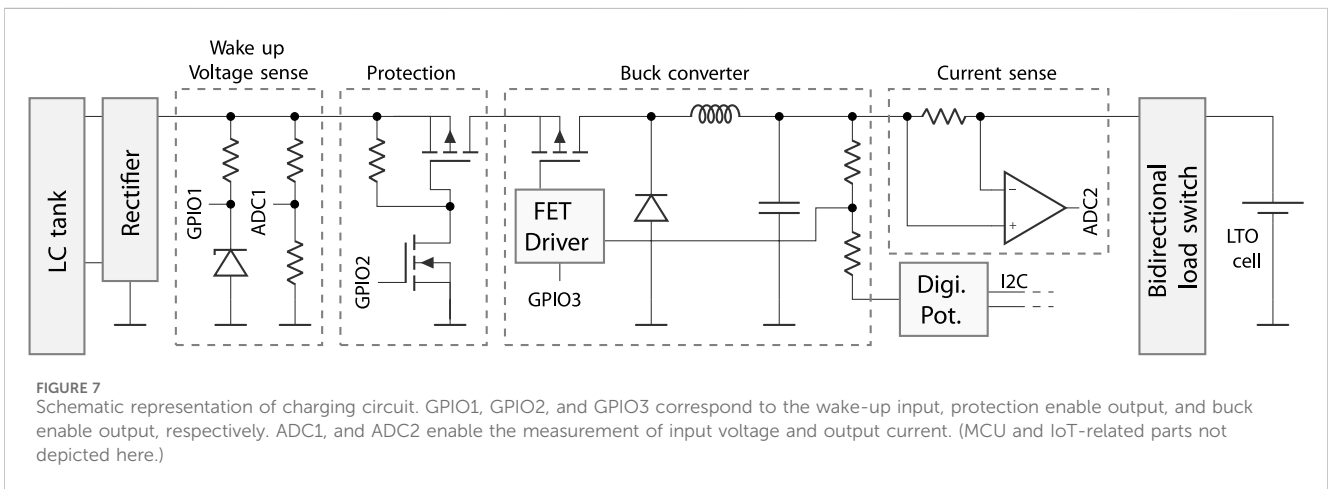 Wake up
Voltage sense
Protection
Buck converter
Current sense
LC tank
Rectifier
GPIO1
ADC1
GPIO2
FET
Driver
GPIO3
−
+
ADC2
Digi.
Pot.
I2C
Bidirectional
load switch
LTO
cell
FIGURE 7
Schematic representation of charging circuit. GPIO1, GPIO2, and GPIO3 correspond to the wake-up input, protection enable output, and buck
enable output, respectively. ADC1, and ADC2 enable the measurement of input voltage and output current. (MCU and IoT-related parts not
depicted here.)